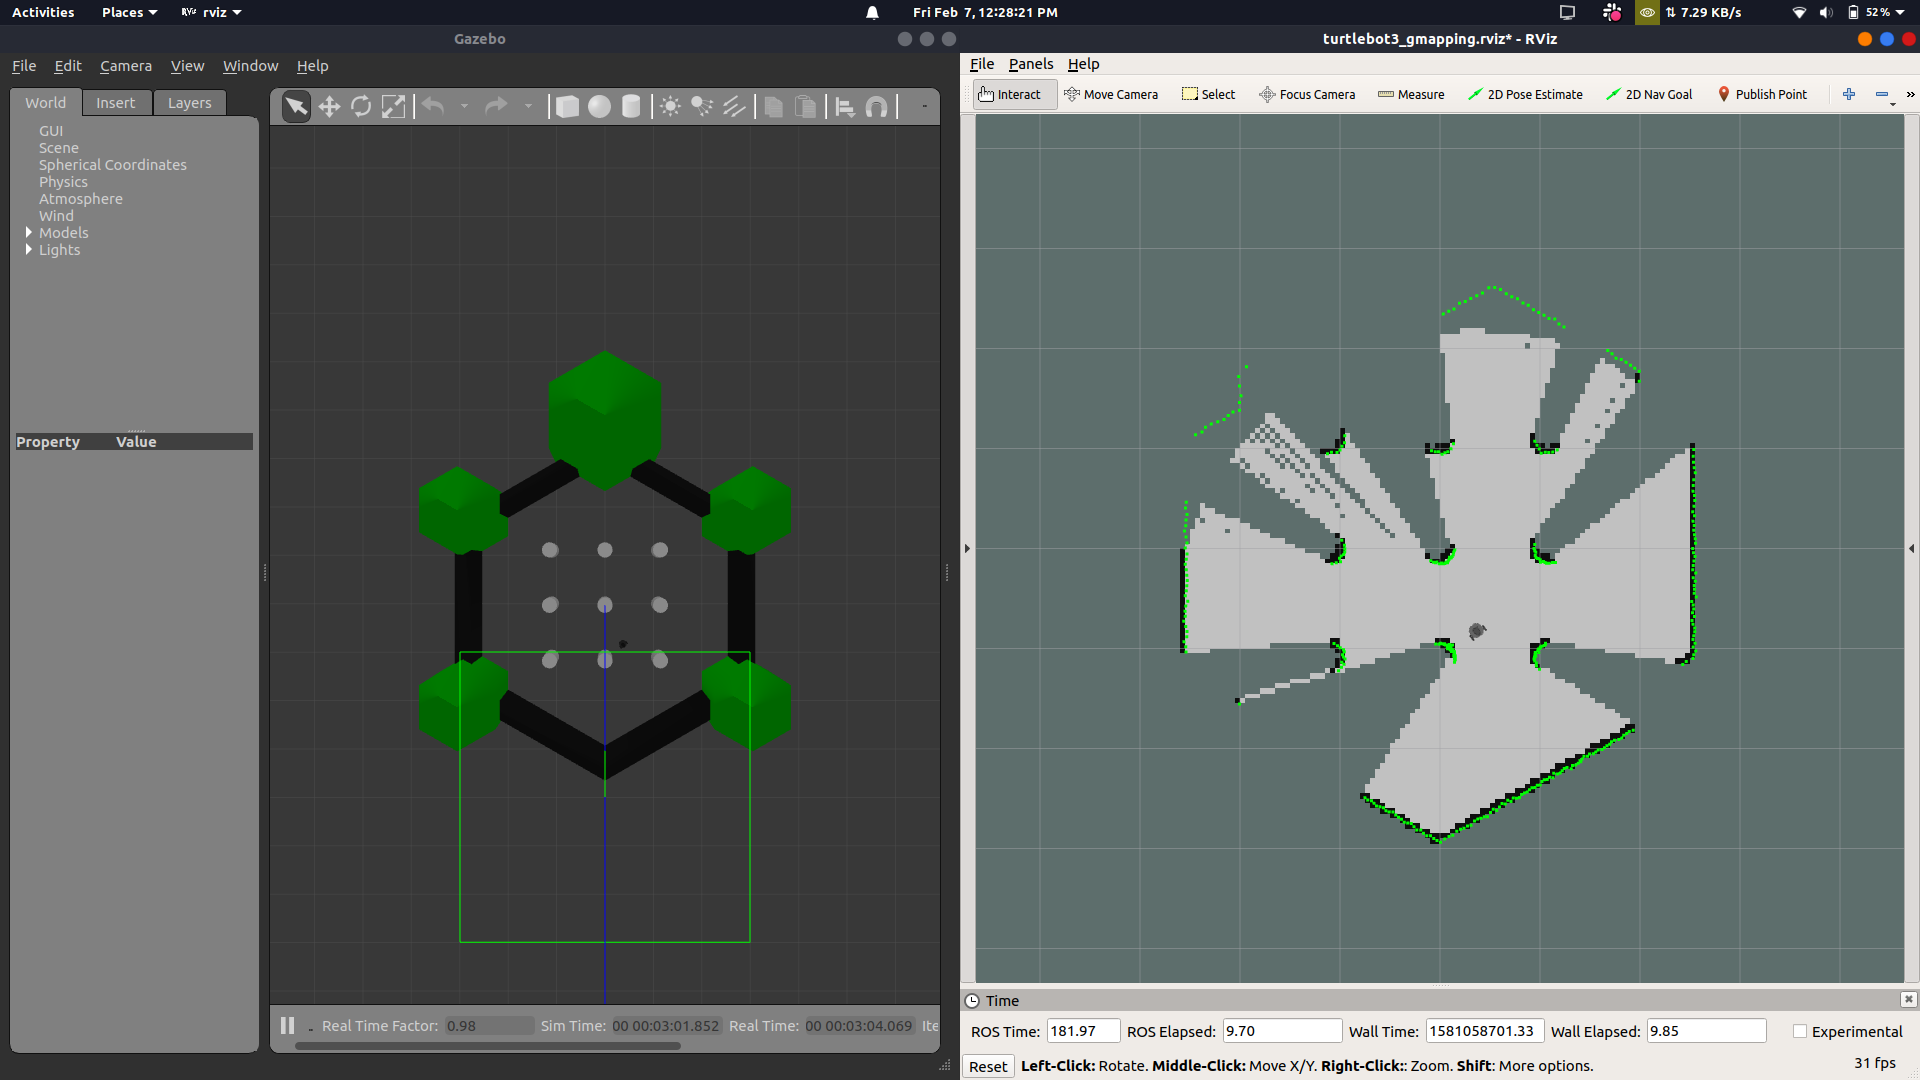 Activities Places rviz Fri Feb 7, 12:28:21 PM 7.29 KB/s 52%
Gazebo
File Edit Camera View Window Help
World Insert Layers
GUI
Scene
Spherical Coordinates
Physics
Atmosphere
Wind
Models
Lights
Property Value
Real Time Factor: 0.98 Sim Time: 00 00:03:01.852 Real Time: 00 00:03:04.069 Ite
turtlebot3_gmapping.rviz* - RViz
File Panels Help
Interact Move Camera Select Focus Camera Measure 2D Pose Estimate 2D Nav Goal Publish Point »
Time
ROS Time: 181.97 ROS Elapsed: 9.70 Wall Time: 1581058701.33 Wall Elapsed: 9.85 Experimental
Reset Left-Click: Rotate. Middle-Click: Move X/Y. Right-Click:: Zoom. Shift: More options. 31 fps